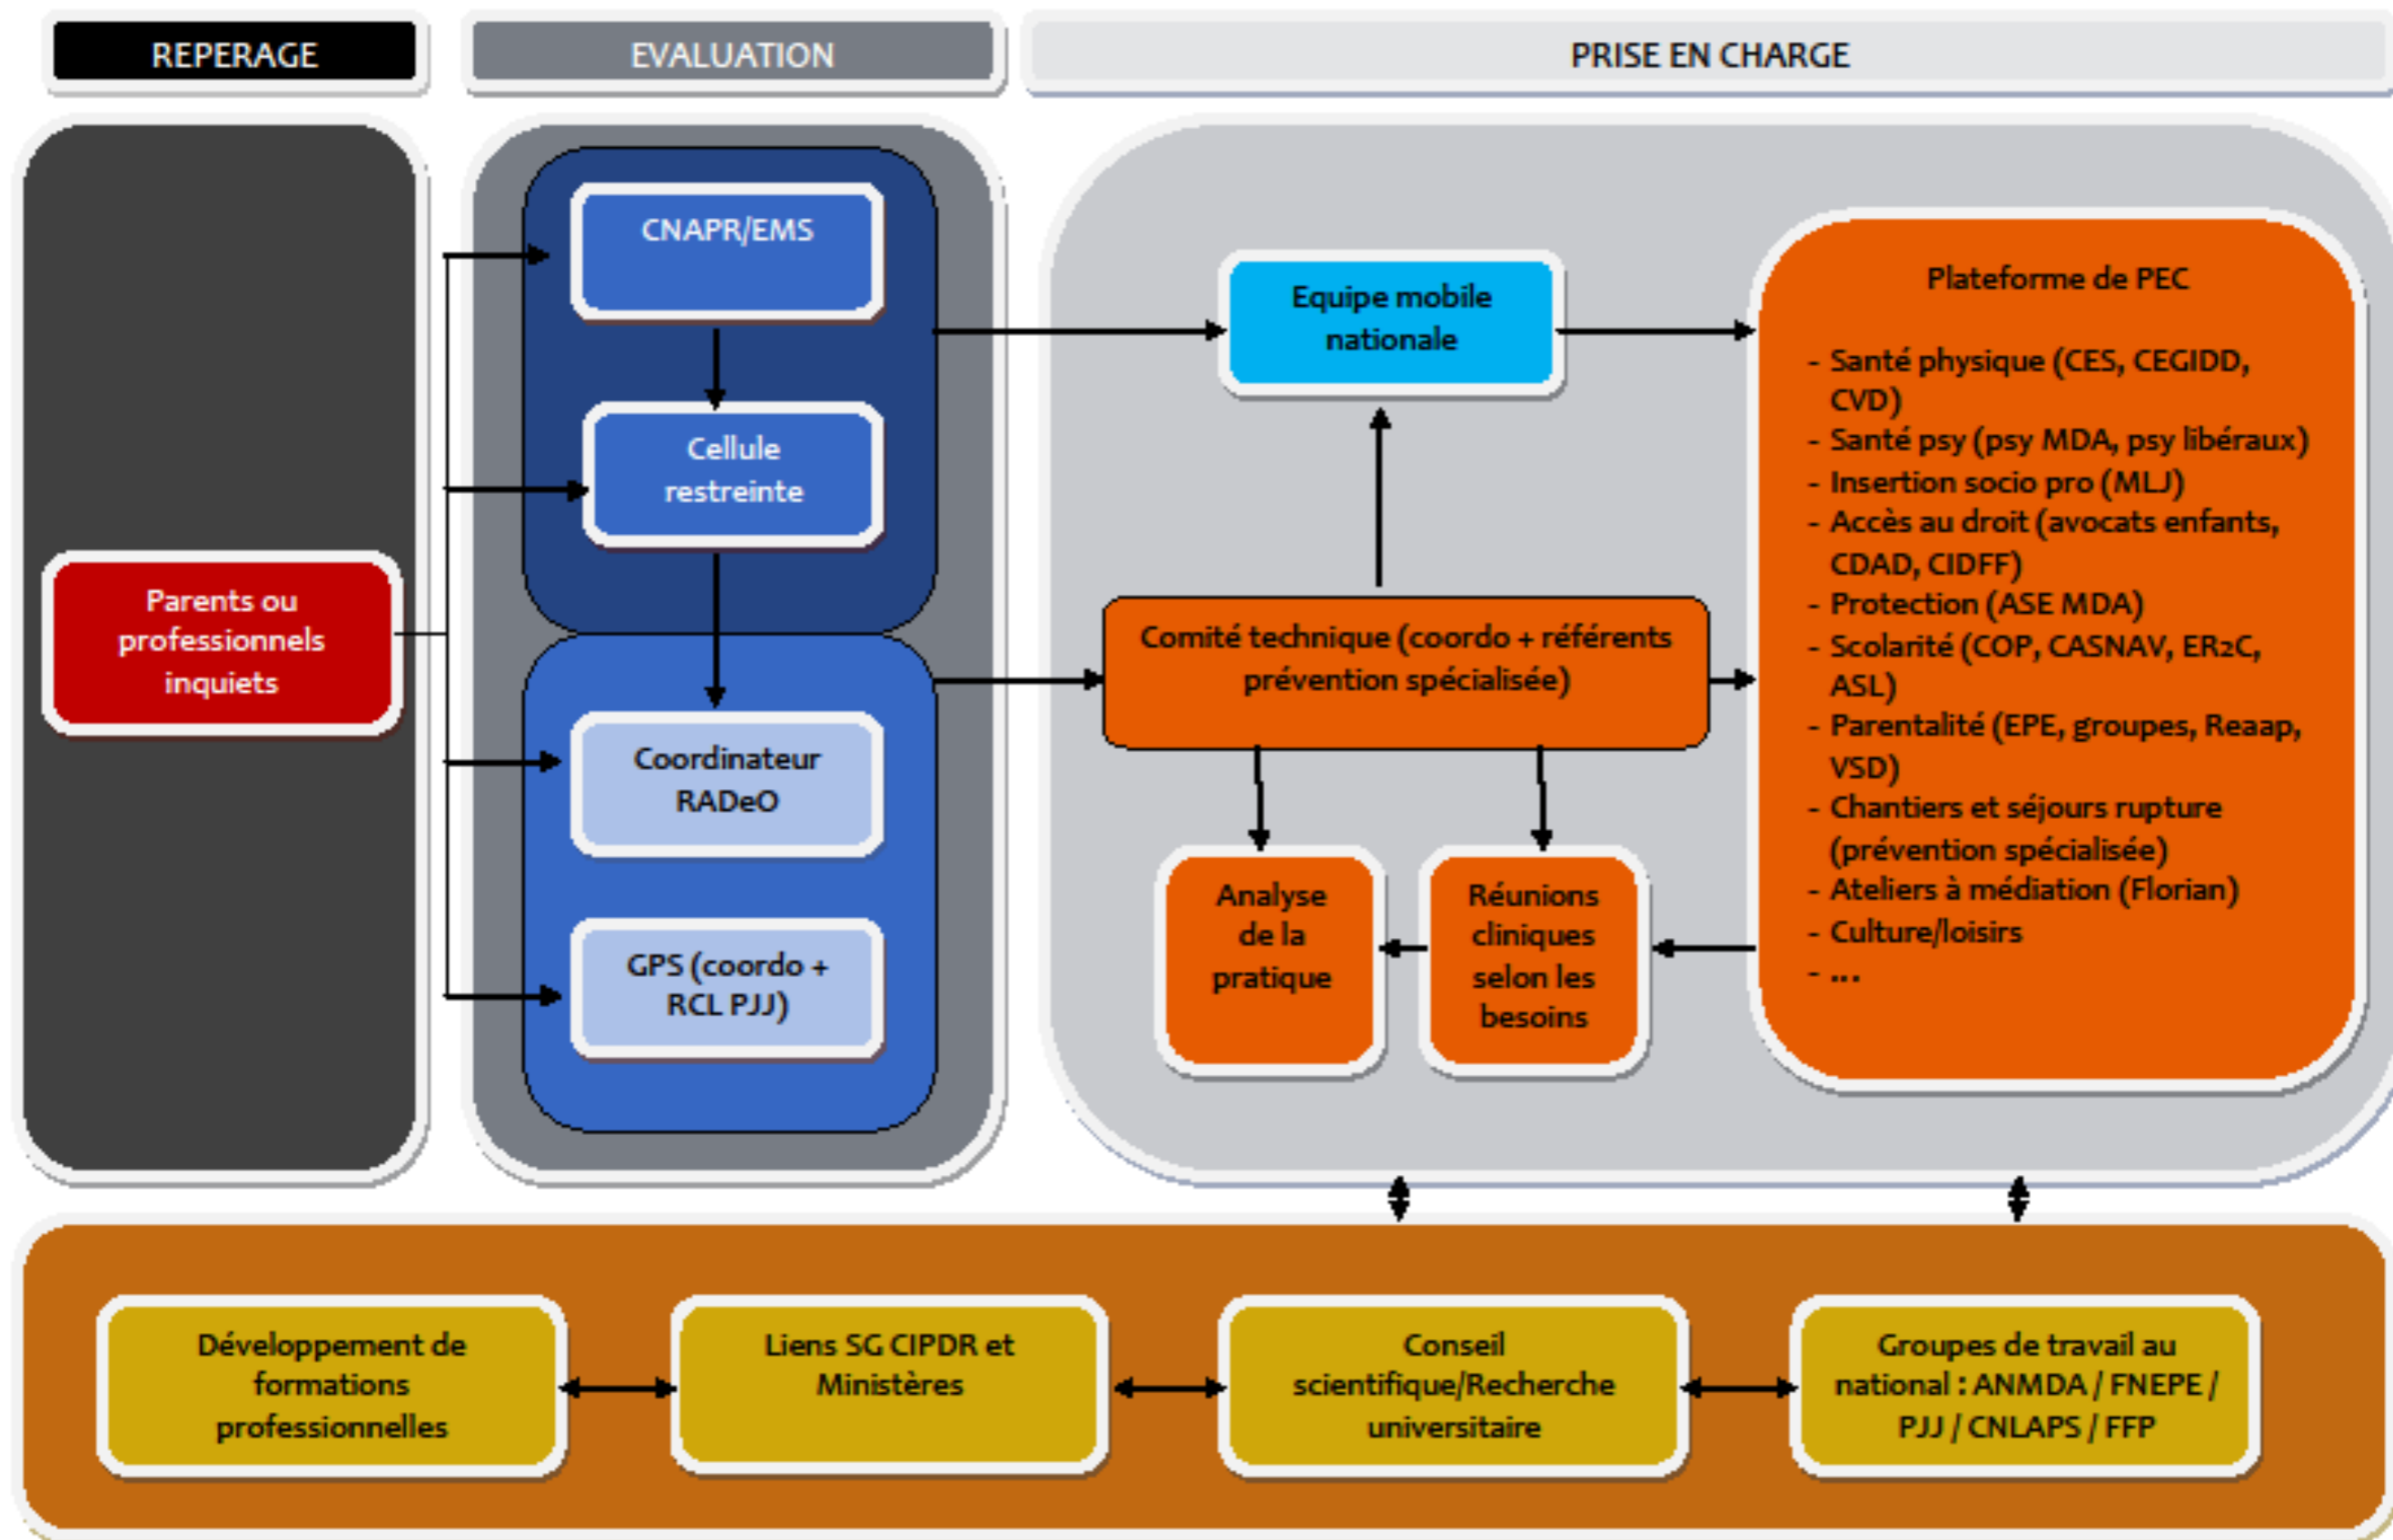 REPERAGE
EVALUATION
PRISE EN CHARGE
Parents ou
professionnels
inquiets
CNAPR/EMS
Cellule
restreinte
Coordinateur
RADeO
GPS (coordo +
RCL PJJ)
Equipe mobile
nationale
Comité technique (coordo + référents
prévention spécialisée)
Analyse
de la
pratique
Réunions
cliniques
selon les
besoins
Plateforme de PEC
- Santé physique (CES, CEGIDD,
CVD)
- Santé psy (psy MDA, psy libéraux)
- Insertion socio pro (MLJ)
- Accès au droit (avocats enfants,
CDAD, CIDFF)
- Protection (ASE MDA)
- Scolarité (COP, CASNAV, ER2C,
ASL)
- Parentalité (EPE, groupes, Reaap,
VSD)
- Chantiers et séjours rupture
(prévention spécialisée)
- Ateliers à médiation (Florian)
- Culture/loisirs
- ...
Développement de
formations
professionnelles
Liens SG CIPDR et
Ministères
Conseil
scientifique/Recherche
universitaire
Groupes de travail au
national : ANMDA / FNEPE /
PJJ / CNLAPS / FFP